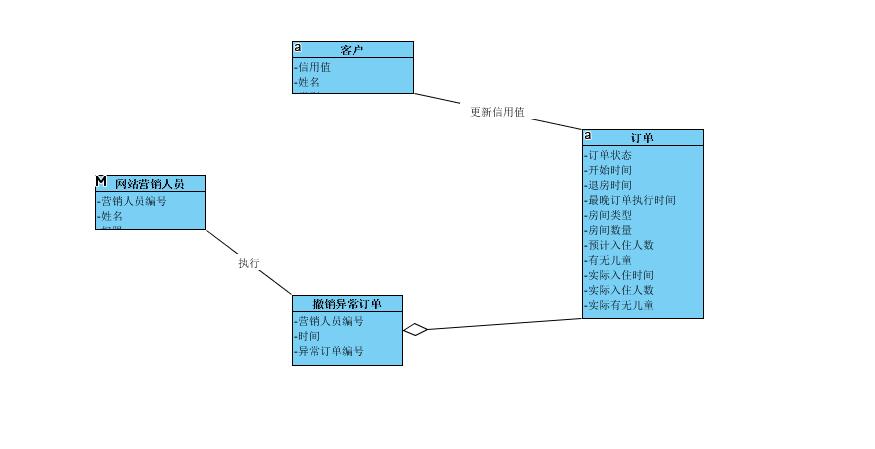 a
客户
-信用值
-姓名
更新信用值
a
订单
-订单状态
-开始时间
-退房时间
-最晚订单执行时间
-房间类型
-房间数量
-预计入住人数
-有无儿童
-实际入住时间
-实际入住人数
-实际有无儿童
M
网站营销人员
-营销人员编号
-姓名
执行
撤销异常订单
-营销人员编号
-时间
-异常订单编号